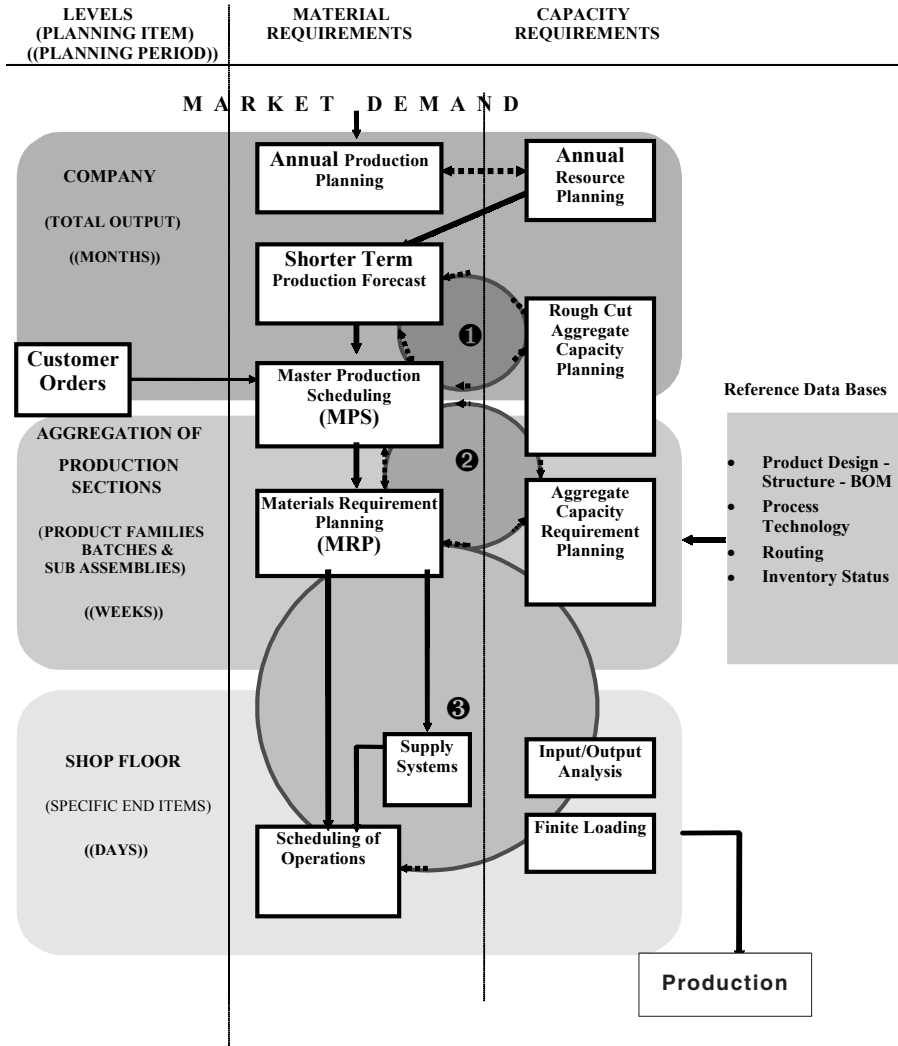 LEVELS
(PLANNING ITEM)
((PLANNING PERIOD))
MATERIAL
REQUIREMENTS
CAPACITY
REQUIREMENTS
MARKET DEMAND
COMPANY
(TOTAL OUTPUT)
((MONTHS))
Annual Production
Planning
Annual
Resource
Planning
Shorter Term
Production Forecast
❶
Rough Cut
Aggregate
Capacity
Planning
Customer
Orders
Master Production
Scheduling
(MPS)
AGGREGATION OF
PRODUCTION
SECTIONS
(PRODUCT FAMILIES
BATCHES &
SUB ASSEMBLIES)
((WEEKS))
❷
Materials Requirement
Planning
(MRP)
Aggregate
Capacity
Requirement
Planning
Reference Data Bases
• Product Design -
Structure - BOM
• Process
Technology
• Routing
• Inventory Status
SHOP FLOOR
(SPECIFIC END ITEMS)
((DAYS))
❸
Supply
Systems
Input/Output
Analysis
Scheduling of
Operations
Finite Loading
Production